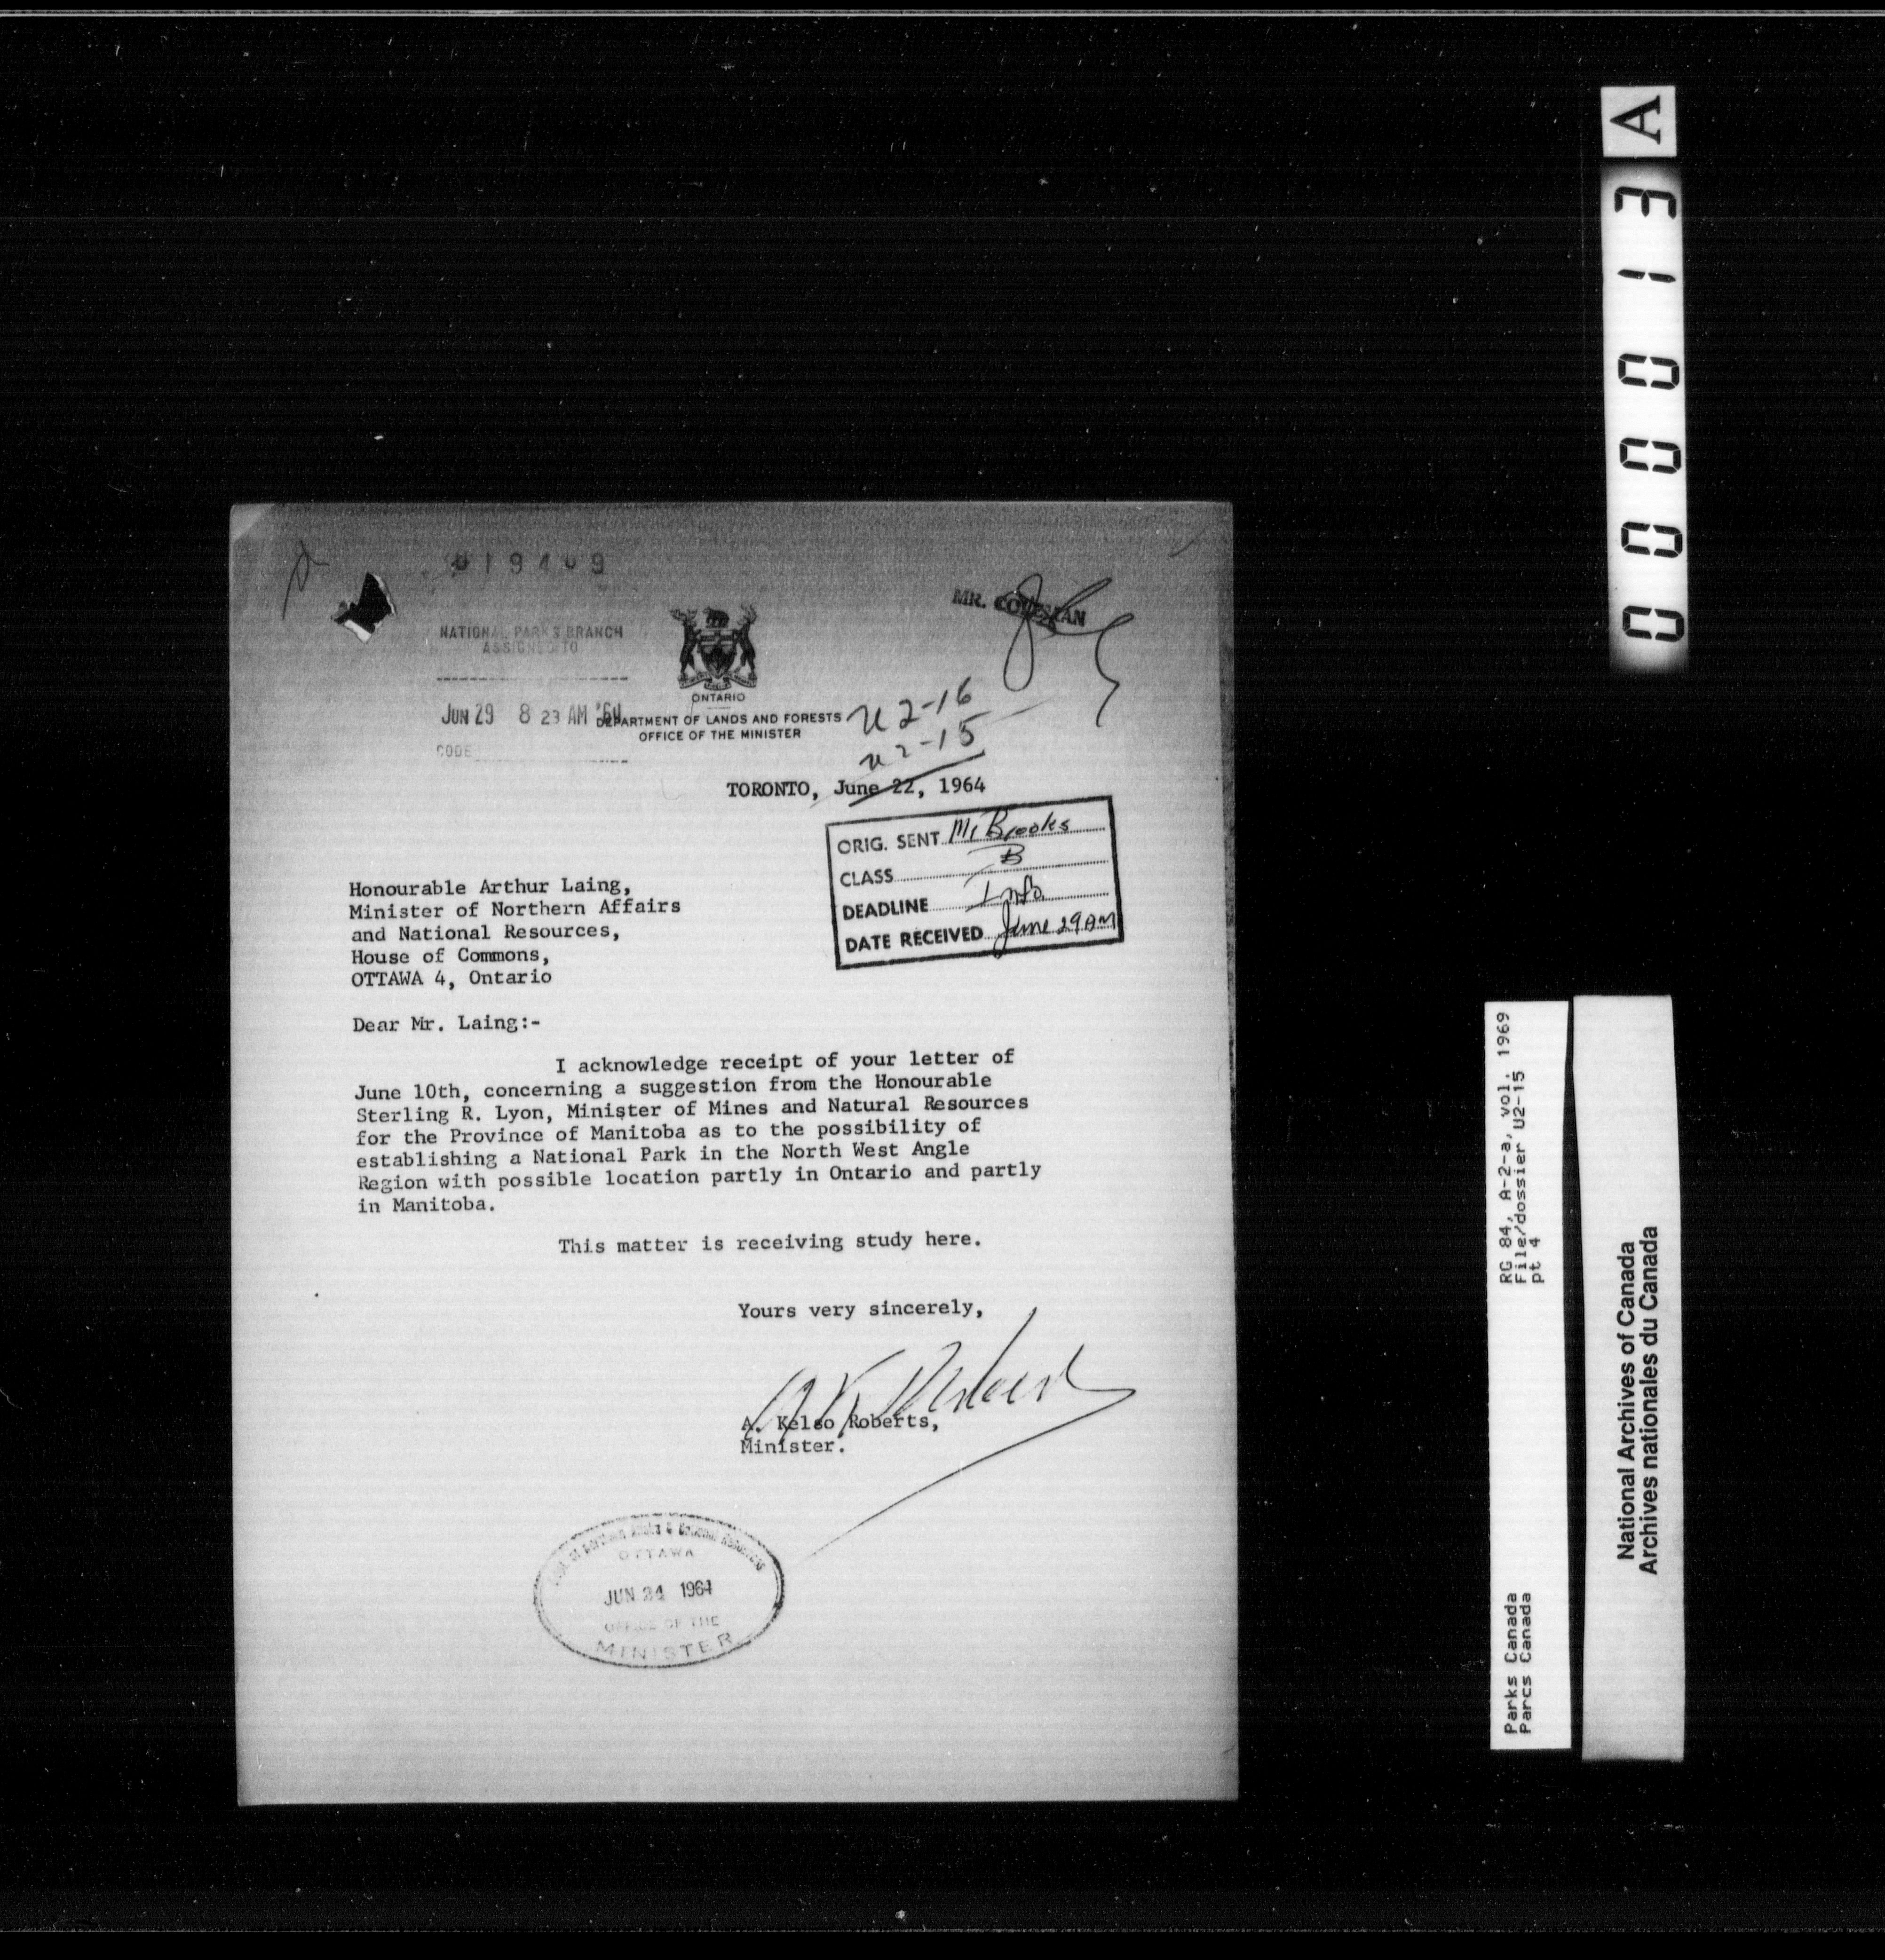 NATIONAL PARKS BRANCH
ASSIGNED TO
JUN 29 8 23 AM '64
CODE
MR. COLEMAN
ONTARIO
DEPARTMENT OF LANDS AND FORESTS
OFFICE OF THE MINISTER
U2-16
U2-15
TORONTO, June 22, 1964
ORIG. SENT Mr Brooks
CLASS B
DEADLINE Info
DATE RECEIVED June 29 AM
Honourable Arthur Laing,
Minister of Northern Affairs
and National Resources,
House of Commons,
OTTAWA 4, Ontario
Dear Mr. Laing:-
I acknowledge receipt of your letter of
June 10th, concerning a suggestion from the Honourable
Sterling R. Lyon, Minister of Mines and Natural Resources
for the Province of Manitoba as to the possibility of
establishing a National Park in the North West Angle
Region with possible location partly in Ontario and partly
in Manitoba.
This matter is receiving study here.
Yours very sincerely,
A. Kelso Roberts,
Minister.
Dept. of Northern Affairs & National Resources
OTTAWA
JUN 24 1964
OFFICE OF THE
MINISTER
00013 A
RG 84, A-2-a, vol. 1969
File/dossier U2-15
pt 4
Parks Canada
Parcs Canada
National Archives of Canada
Archives nationales du Canada